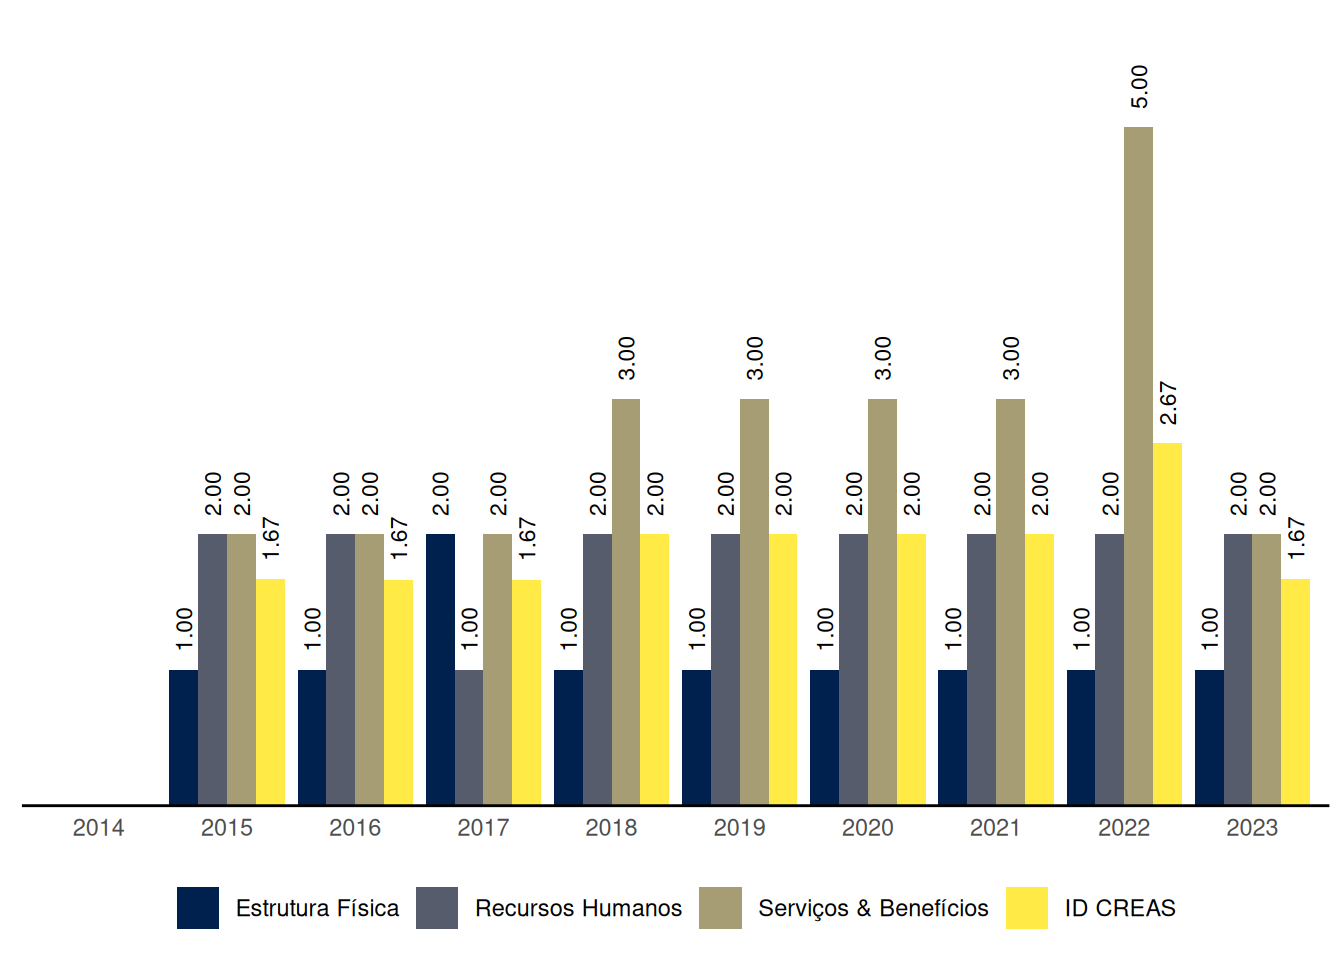 5.00
3.00 3.00 3.00 3.00 2.67
2.00 2.00 2.00 2.00 2.00 2.00 2.00 2.00 2.00 2.00 2.00 2.00 2.00 2.00 2.00 2.00 2.00
1.67 1.67 1.67 1.67
1.00 1.00 1.00 1.00 1.00 1.00 1.00 1.00 1.00
2014 2015 2016 2017 2018 2019 2020 2021 2022 2023
Estrutura Física Recursos Humanos Serviços & Benefícios ID CREAS